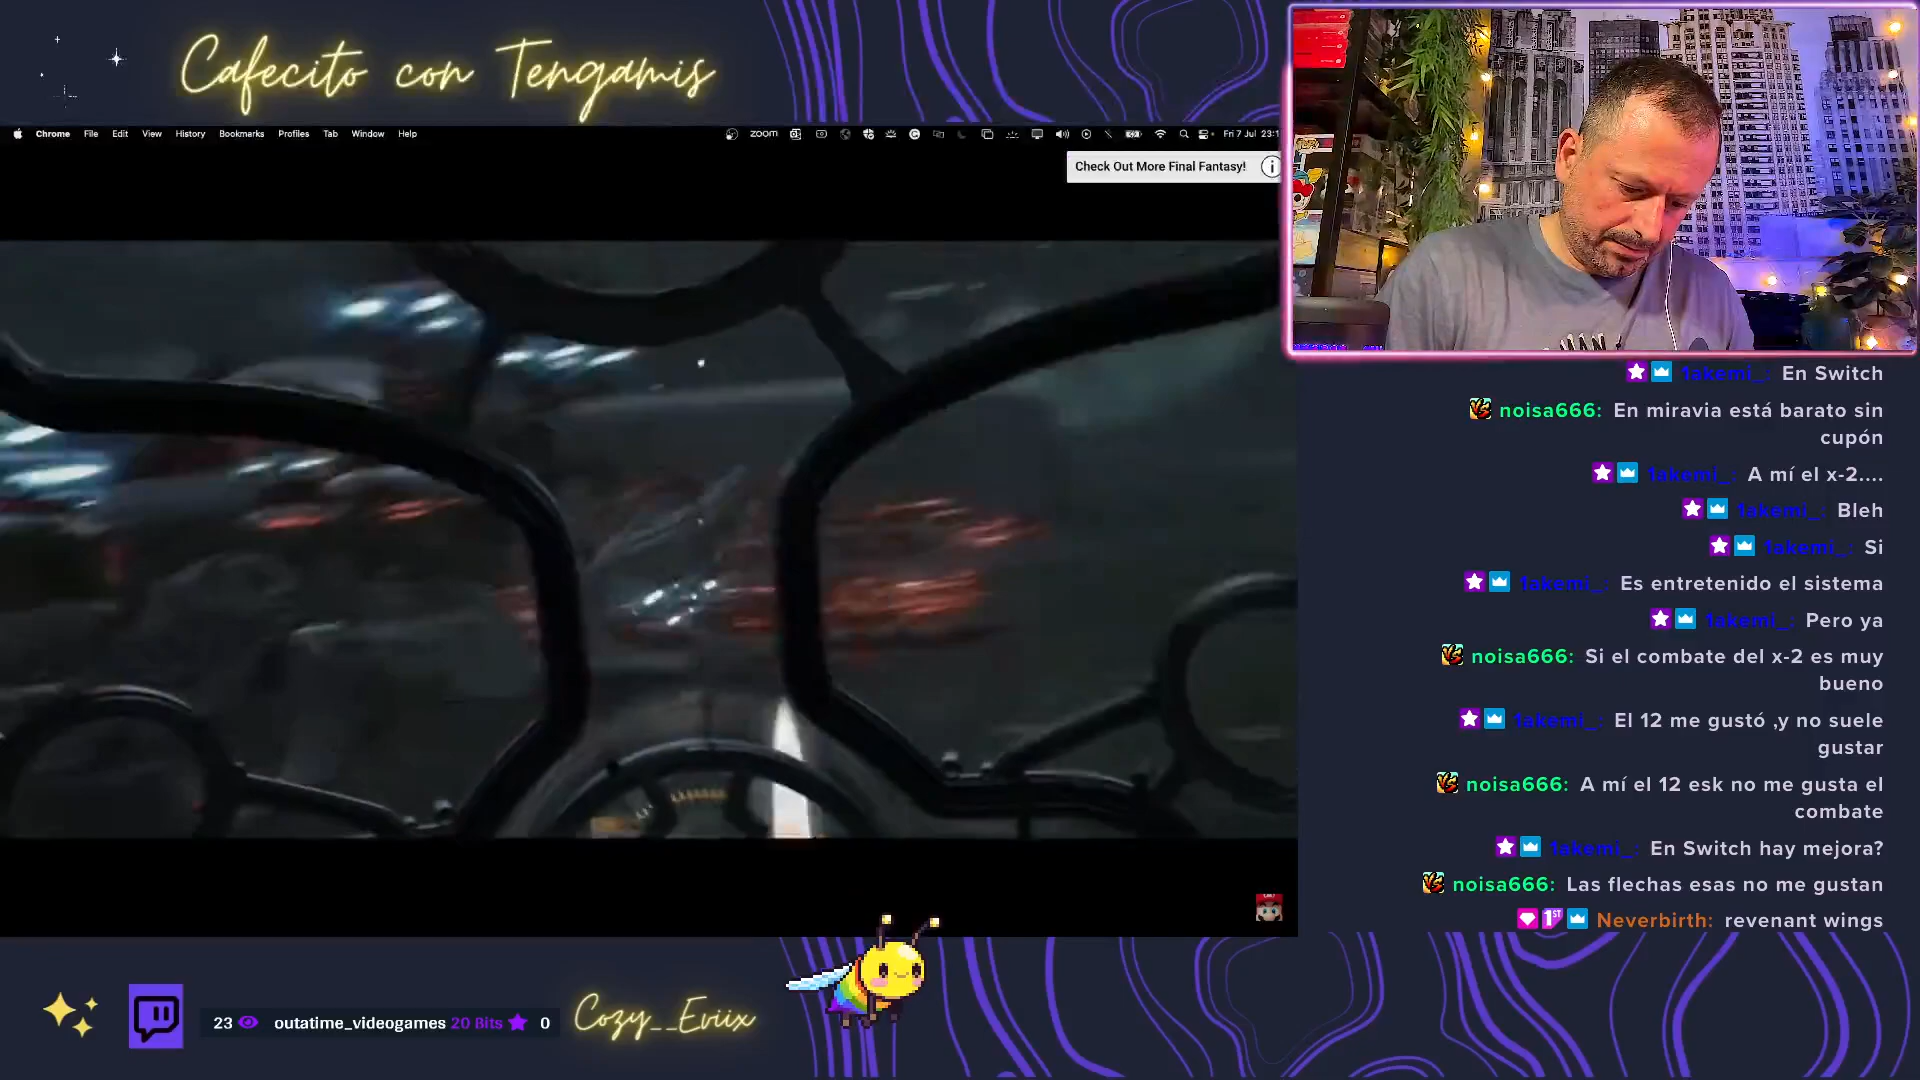 Cafecito con Tengamis
Chrome File Edit View History Bookmarks Profiles Tab Window Help zoom Fri 7 Jul 23:1
Check Out More Final Fantasy!
1akemi_: En Switch
noisa666: En miravia está barato sin
cupón
1akemi_: A mí el x-2....
1akemi_: Bleh
1akemi_: Si
1akemi_: Es entretenido el sistema
1akemi_: Pero ya
noisa666: Si el combate del x-2 es muy
bueno
1akemi_: El 12 me gustó ,y no suele
gustar
noisa666: A mí el 12 esk no me gusta el
combate
1akemi_: En Switch hay mejora?
noisa666: Las flechas esas no me gustan
1ST Neverbirth: revenant wings
23 outatime_videogames 20 Bits 0 Cozy__Eviix